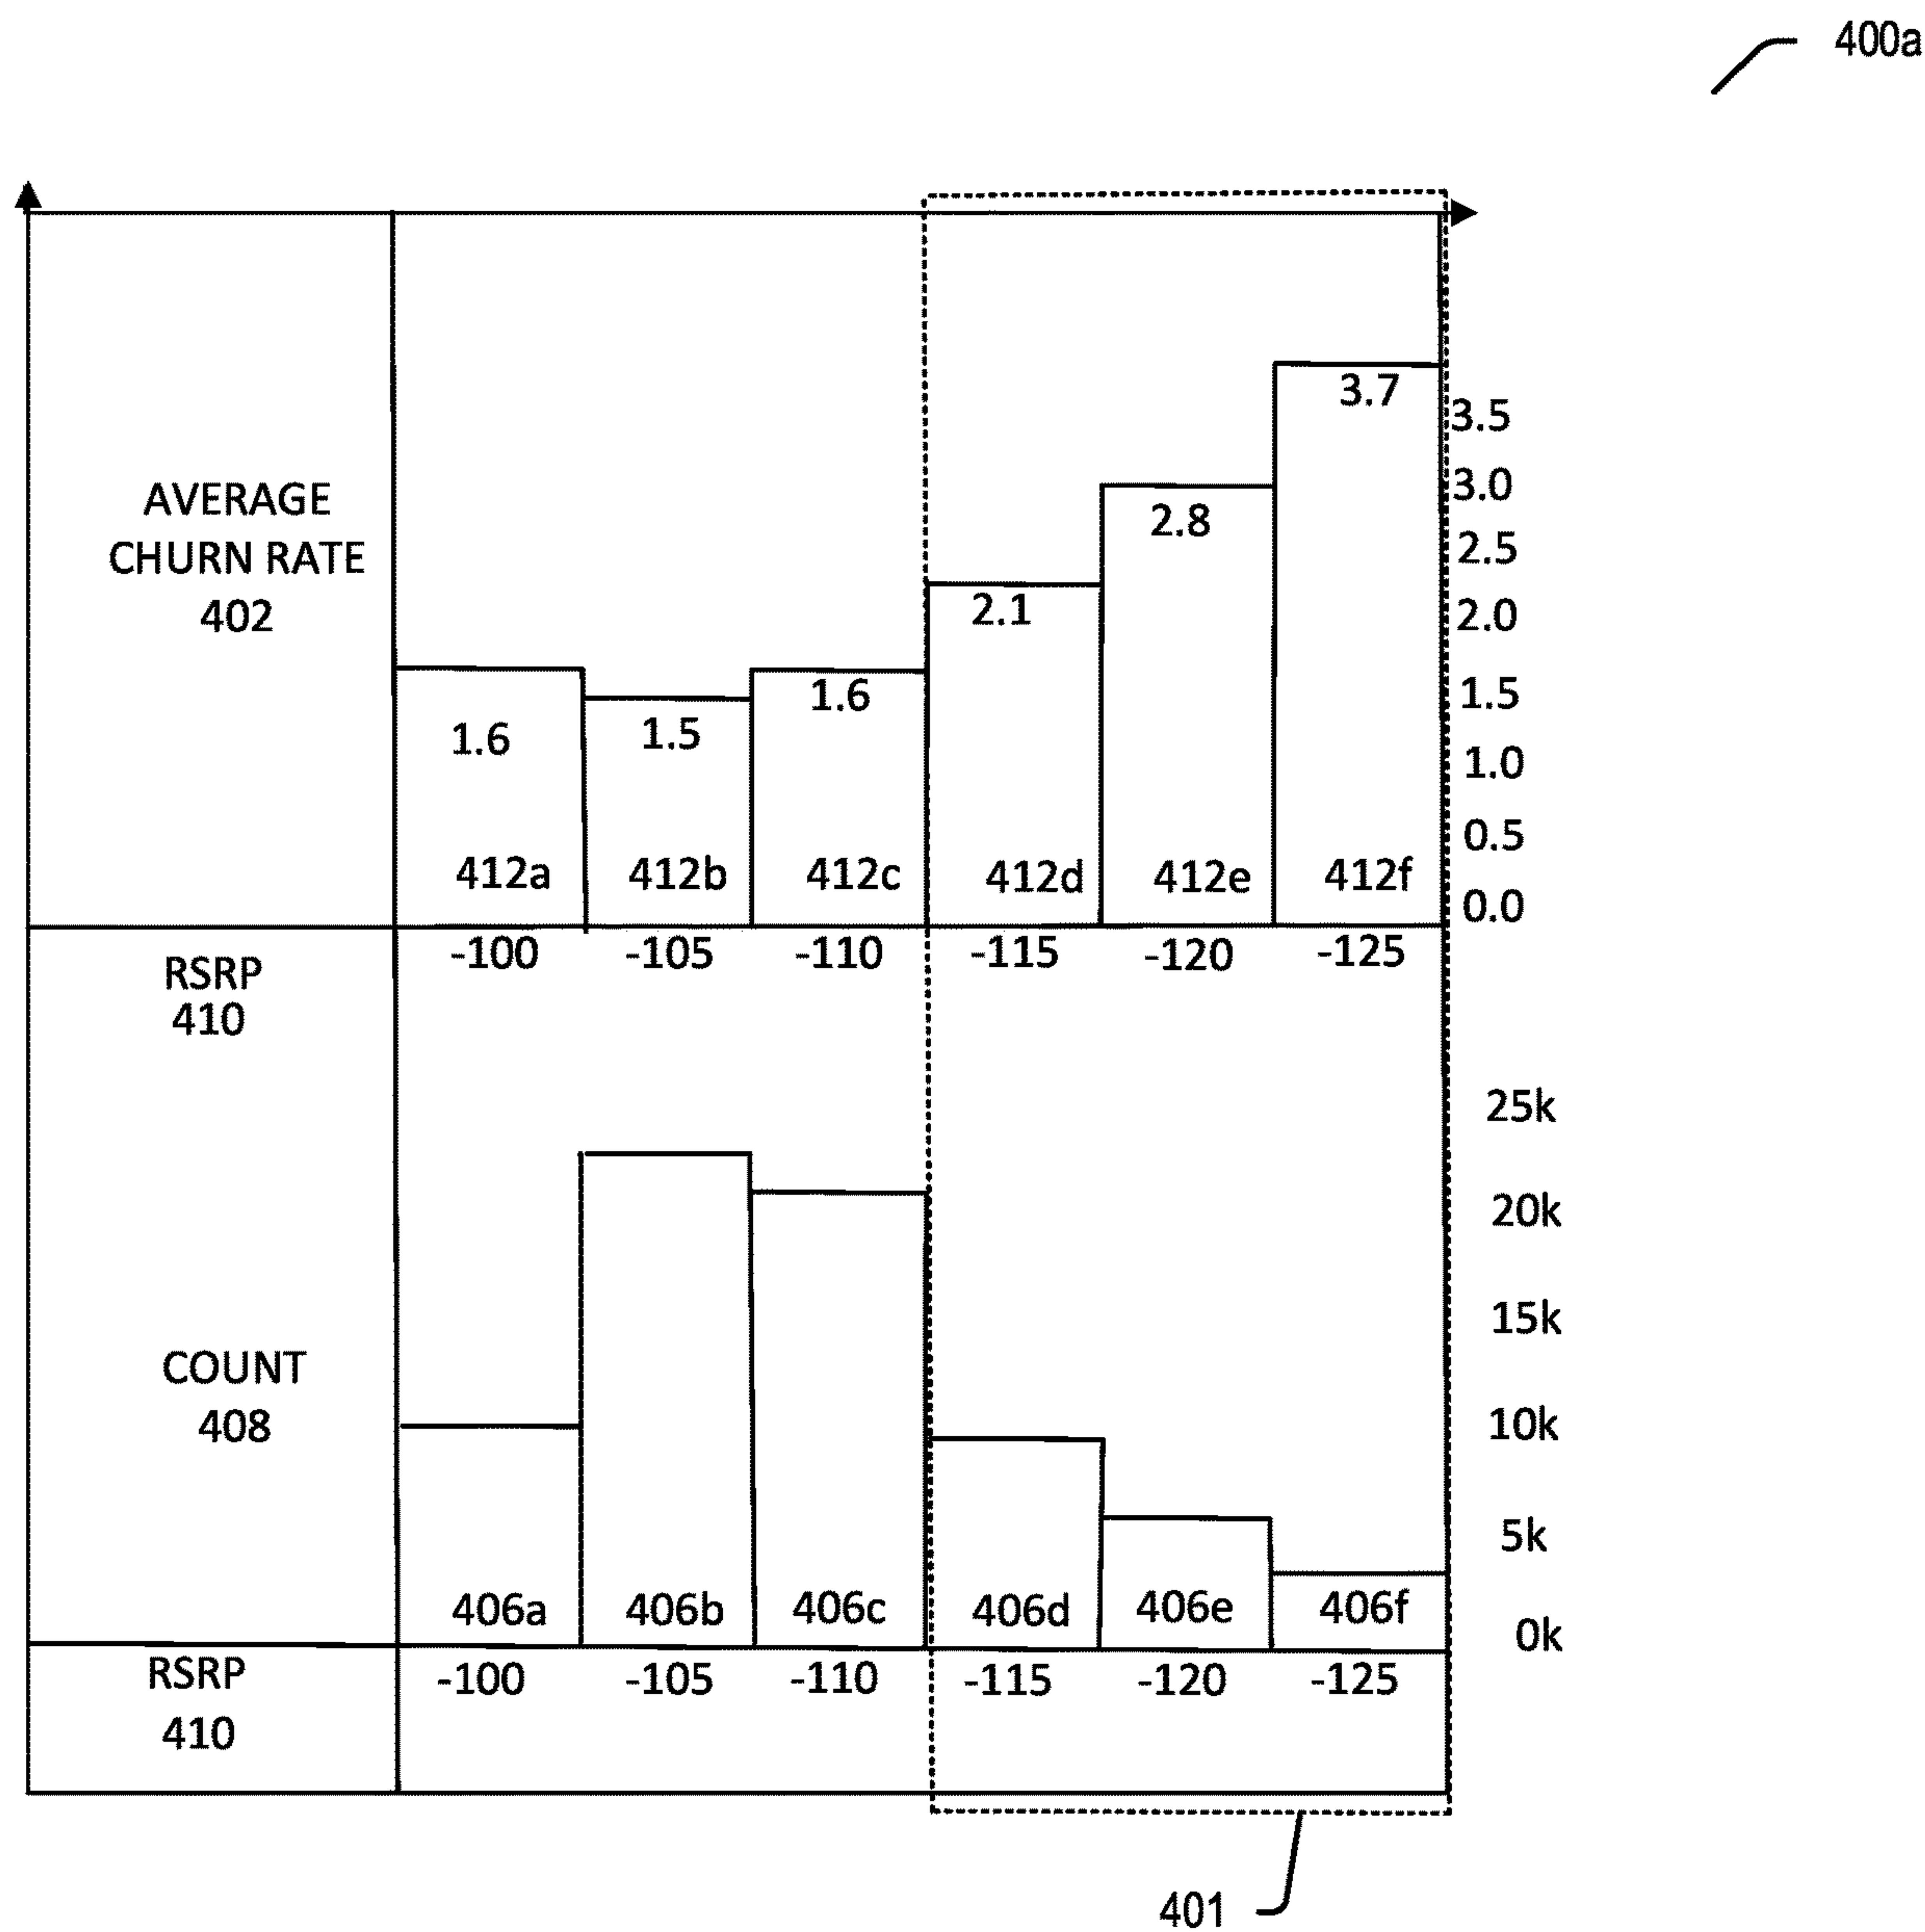 400a
AVERAGE
CHURN RATE
402
3.7
3.5
3.0
2.8
2.5
2.1
2.0
1.6
1.5
1.6
1.5
1.0
0.5
0.0
412a 412b 412c 412d 412e 412f
RSRP
410
-100 -105 -110 -115 -120 -125
25k
20k
15k
10k
5k
0k
COUNT
408
406a 406b 406c 406d 406e 406f
RSRP
410
-100 -105 -110 -115 -120 -125
401